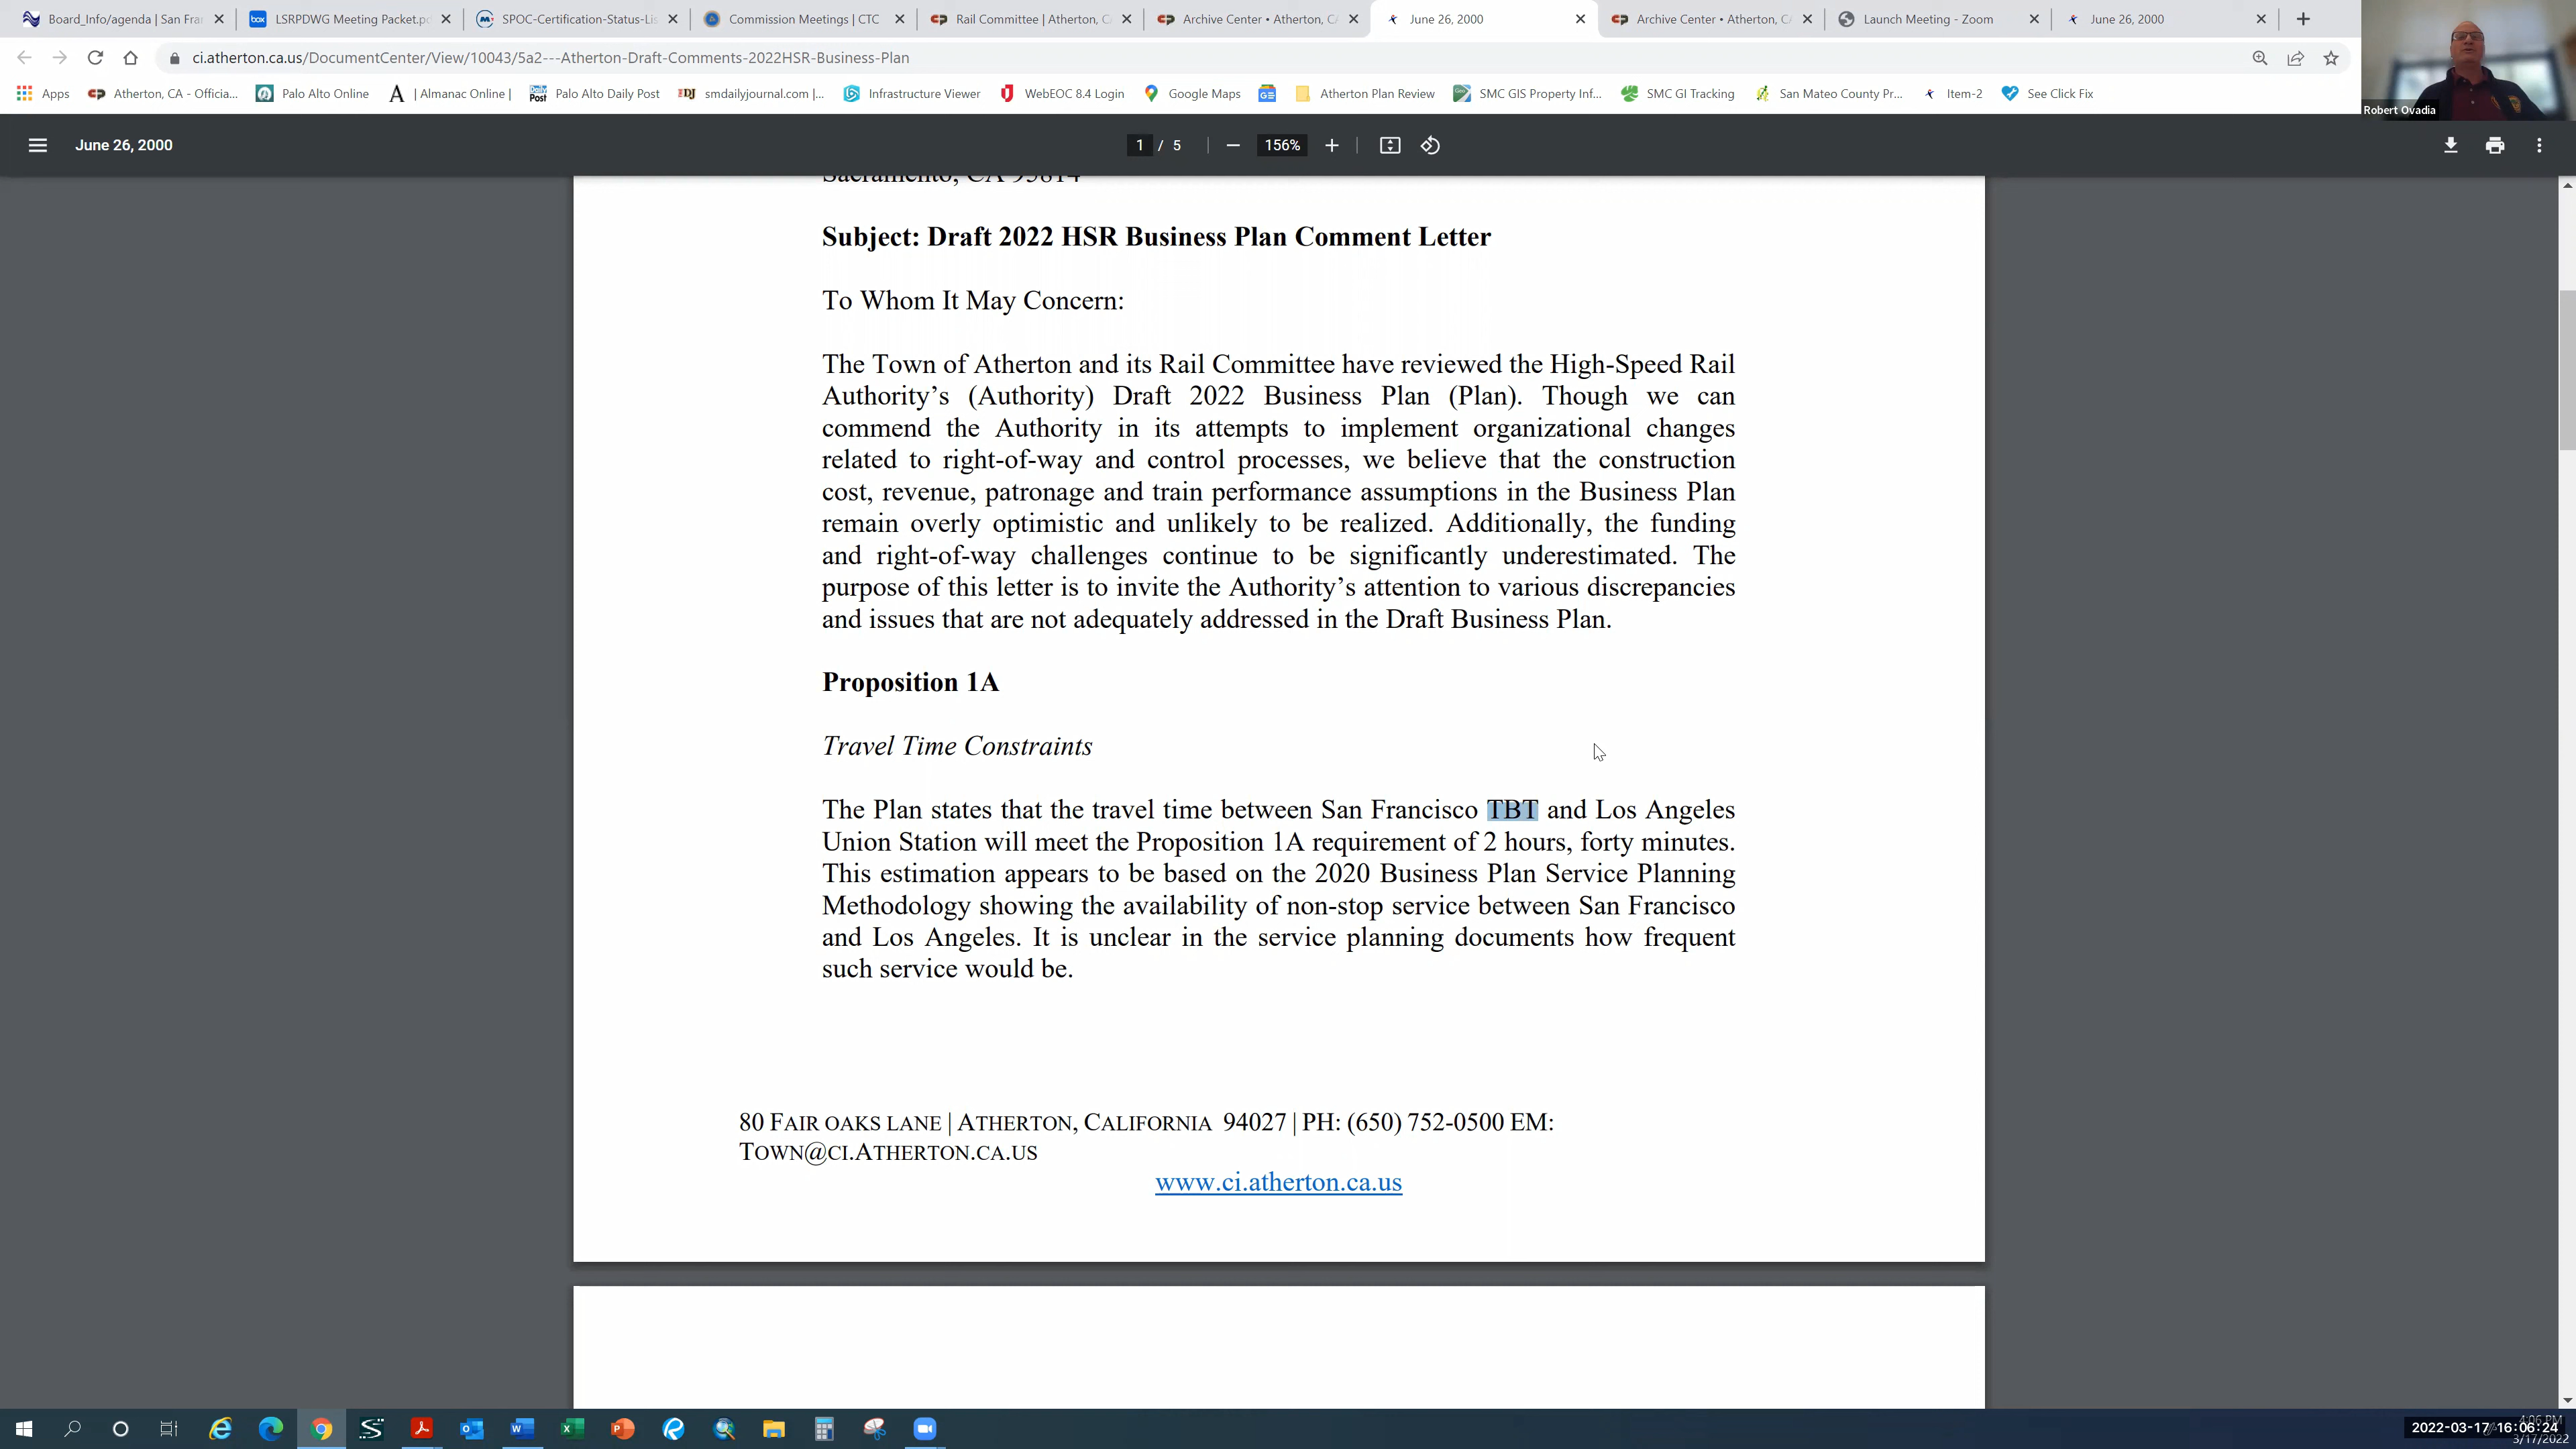 Board_Info/agenda | San Fra
LSRPDWG Meeting Packet.p
SPOC-Certification-Status-Lis
Commission Meetings | CTC
Rail Committee | Atherton, C
Archive Center • Atherton, CA
June 26, 2000
Archive Center • Atherton, CA
Launch Meeting - Zoom
June 26, 2000
ci.atherton.ca.us/DocumentCenter/View/10043/5a2---Atherton-Draft-Comments-2022HSR-Business-Plan
Apps
Atherton, CA - Officia...
Palo Alto Online
| Almanac Online |
Palo Alto Daily Post
smdailyjournal.com |...
Infrastructure Viewer
WebEOC 8.4 Login
Google Maps
Atherton Plan Review
SMC GIS Property Inf...
SMC GI Tracking
San Mateo County Pr...
Item-2
See Click Fix
Robert Ovadia
June 26, 2000
1 / 5
156%
Sacramento, CA 95814
Subject: Draft 2022 HSR Business Plan Comment Letter
To Whom It May Concern:
The Town of Atherton and its Rail Committee have reviewed the High-Speed Rail
Authority’s (Authority) Draft 2022 Business Plan (Plan). Though we can
commend the Authority in its attempts to implement organizational changes
related to right-of-way and control processes, we believe that the construction
cost, revenue, patronage and train performance assumptions in the Business Plan
remain overly optimistic and unlikely to be realized. Additionally, the funding
and right-of-way challenges continue to be significantly underestimated. The
purpose of this letter is to invite the Authority’s attention to various discrepancies
and issues that are not adequately addressed in the Draft Business Plan.
Proposition 1A
Travel Time Constraints
The Plan states that the travel time between San Francisco TBT and Los Angeles
Union Station will meet the Proposition 1A requirement of 2 hours, forty minutes.
This estimation appears to be based on the 2020 Business Plan Service Planning
Methodology showing the availability of non-stop service between San Francisco
and Los Angeles. It is unclear in the service planning documents how frequent
such service would be.
80 FAIR OAKS LANE | ATHERTON, CALIFORNIA 94027 | PH: (650) 752-0500 EM:
TOWN@CI.ATHERTON.CA.US
www.ci.atherton.ca.us
4:06 PM
2022-03-17 16:06:24
3/17/2022